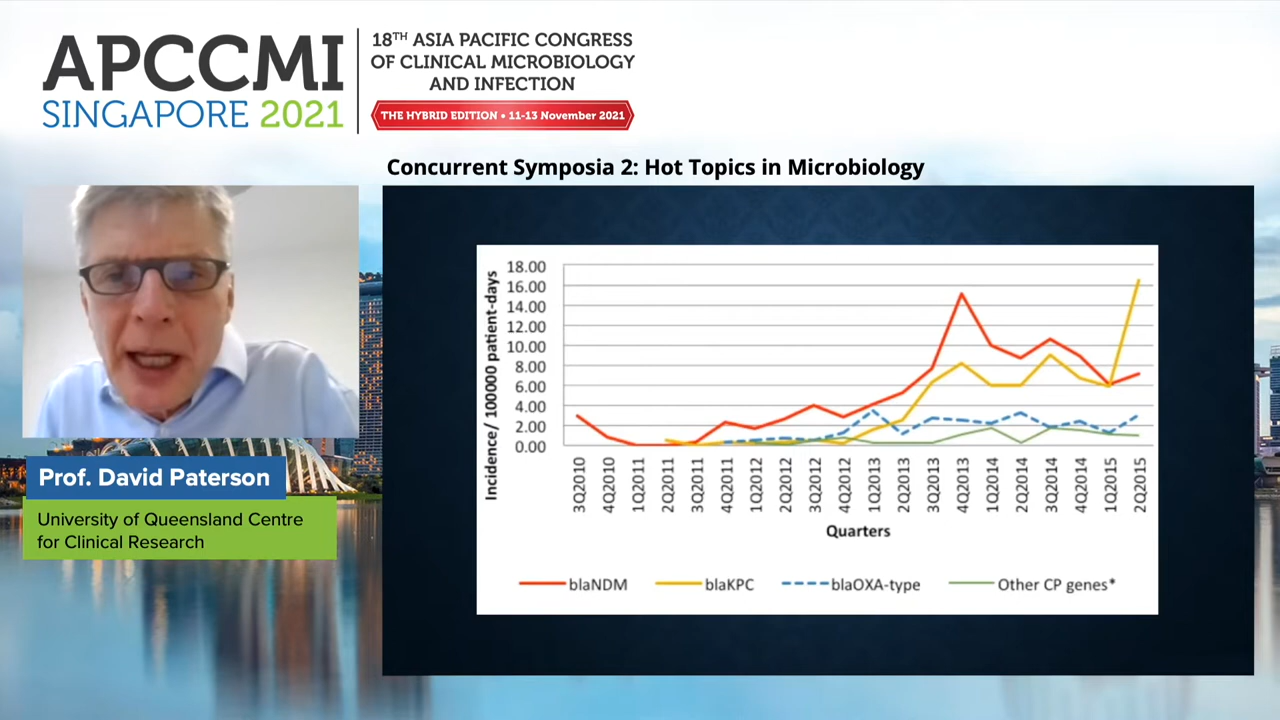 APCCMI
SINGAPORE 2021
18TH ASIA PACIFIC CONGRESS
OF CLINICAL MICROBIOLOGY
AND INFECTION
THE HYBRID EDITION • 11-13 November 2021
Concurrent Symposia 2: Hot Topics in Microbiology
Prof. David Paterson
University of Queensland Centre
for Clinical Research
Incidence/ 100000 patient-days
18.00
16.00
14.00
12.00
10.00
8.00
6.00
4.00
2.00
0.00
3Q2010
4Q2010
1Q2011
2Q2011
3Q2011
4Q2011
1Q2012
2Q2012
3Q2012
4Q2012
1Q2013
2Q2013
3Q2013
4Q2013
1Q2014
2Q2014
3Q2014
4Q2014
1Q2015
2Q2015
Quarters
blaNDM
blaKPC
blaOXA-type
Other CP genes*